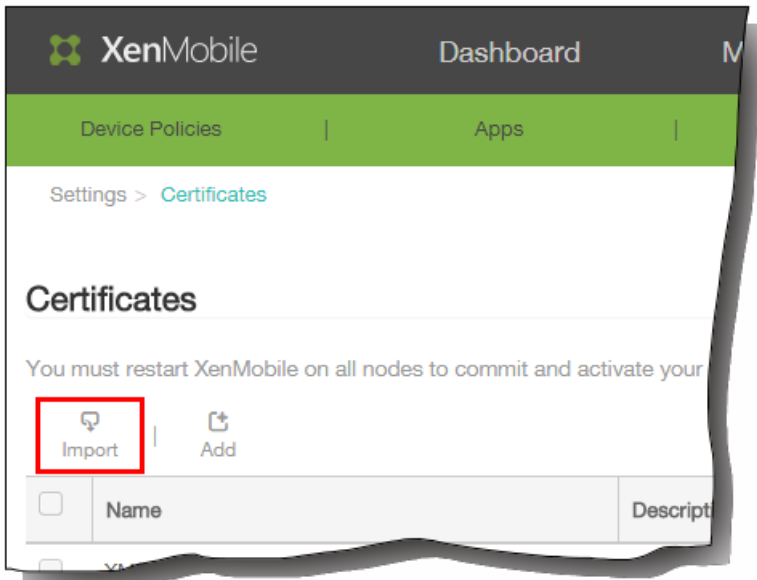 XenMobile Dashboard M
Device Policies | Apps |
Settings > Certificates
Certificates
You must restart XenMobile on all nodes to commit and activate your
Import | Add
Name Descripti